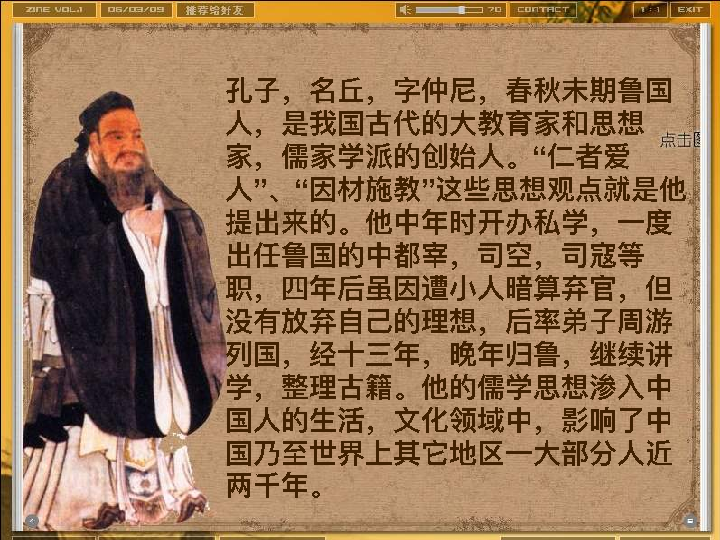 ZINE VOL.1
06/03/09
推荐给好友
70
CONTACT
1:1
EXIT
孔子，名丘，字仲尼，春秋末期鲁国
人，是我国古代的大教育家和思想
家，儒家学派的创始人。“仁者爱
人”、“因材施教”这些思想观点就是他
提出来的。他中年时开办私学，一度
出任鲁国的中都宰，司空，司寇等
职，四年后虽因遭小人暗算弃官，但
没有放弃自己的理想，后率弟子周游
列国，经十三年，晚年归鲁，继续讲
学，整理古籍。他的儒学思想渗入中
国人的生活，文化领域中，影响了中
国乃至世界上其它地区一大部分人近
两千年。
点击